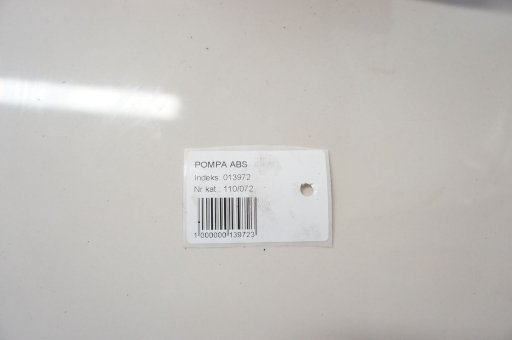 POMPA ABS
Indeks: 013972
Nr kat.: 110/072
1 000000 139723